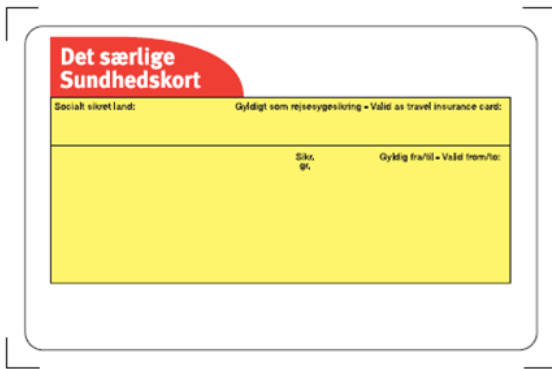 Det særlige
Sundhedskort
Socialt sikret land: Gyldigt som rejsesygesikring - Valid as travel insurance card:
Sikr. Gyldig fra/til - Valid from/to:
gr.